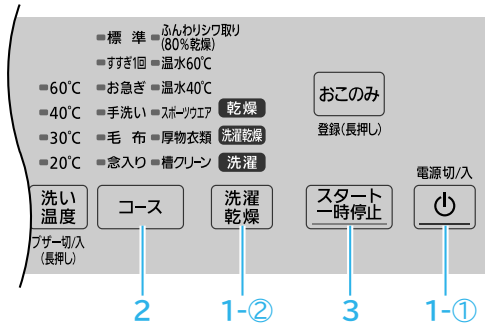 標 準 ふんわりシワ取り
(80%乾燥)
すすぎ1回 温水60℃
60℃ お急ぎ 温水40℃
40℃ 手洗い スポーツウエア 乾燥
30℃ 毛 布 厚物衣類 洗濯乾燥
20℃ 念入り 槽クリーン 洗濯
おこのみ
登録(長押し)
電源切/入
洗い
温度
コース
洗濯
乾燥
スタート
一時停止
ブザー切/入
(長押し)
2
1-②
3
1-①